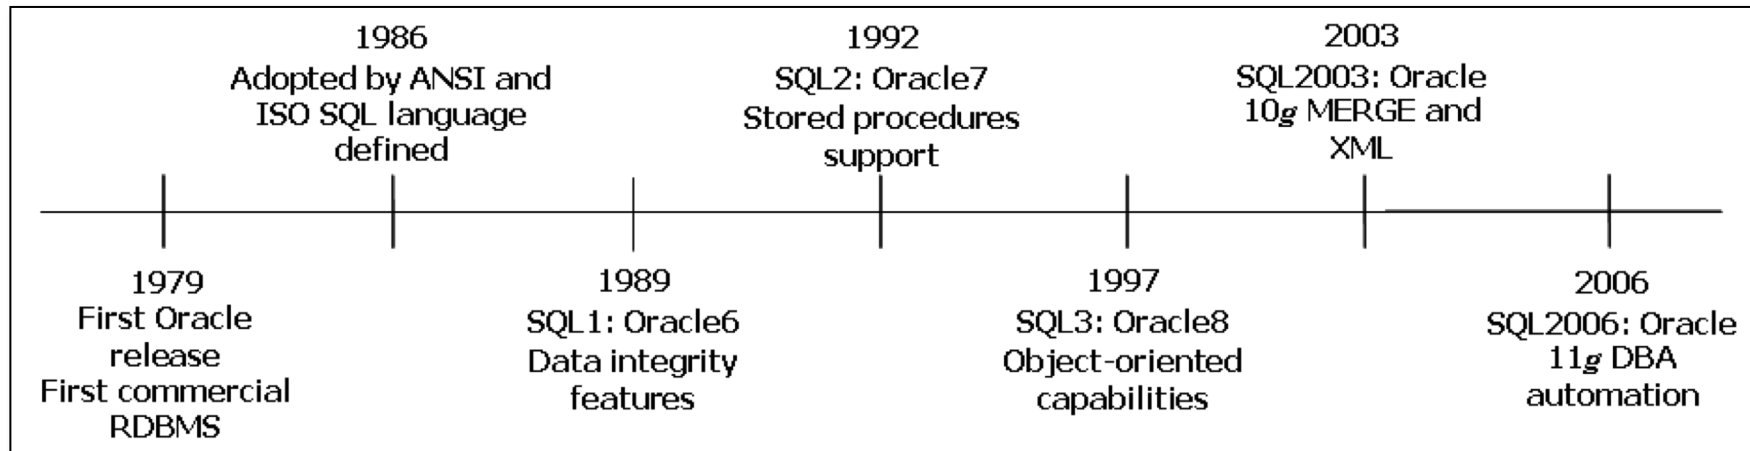 1979
First Oracle
release
First commercial
RDBMS
1986
Adopted by ANSI and
ISO SQL language
defined
1989
SQL1: Oracle6
Data integrity
features
1992
SQL2: Oracle7
Stored procedures
support
1997
SQL3: Oracle8
Object-oriented
capabilities
2003
SQL2003: Oracle
10g MERGE and
XML
2006
SQL2006: Oracle
11g DBA
automation